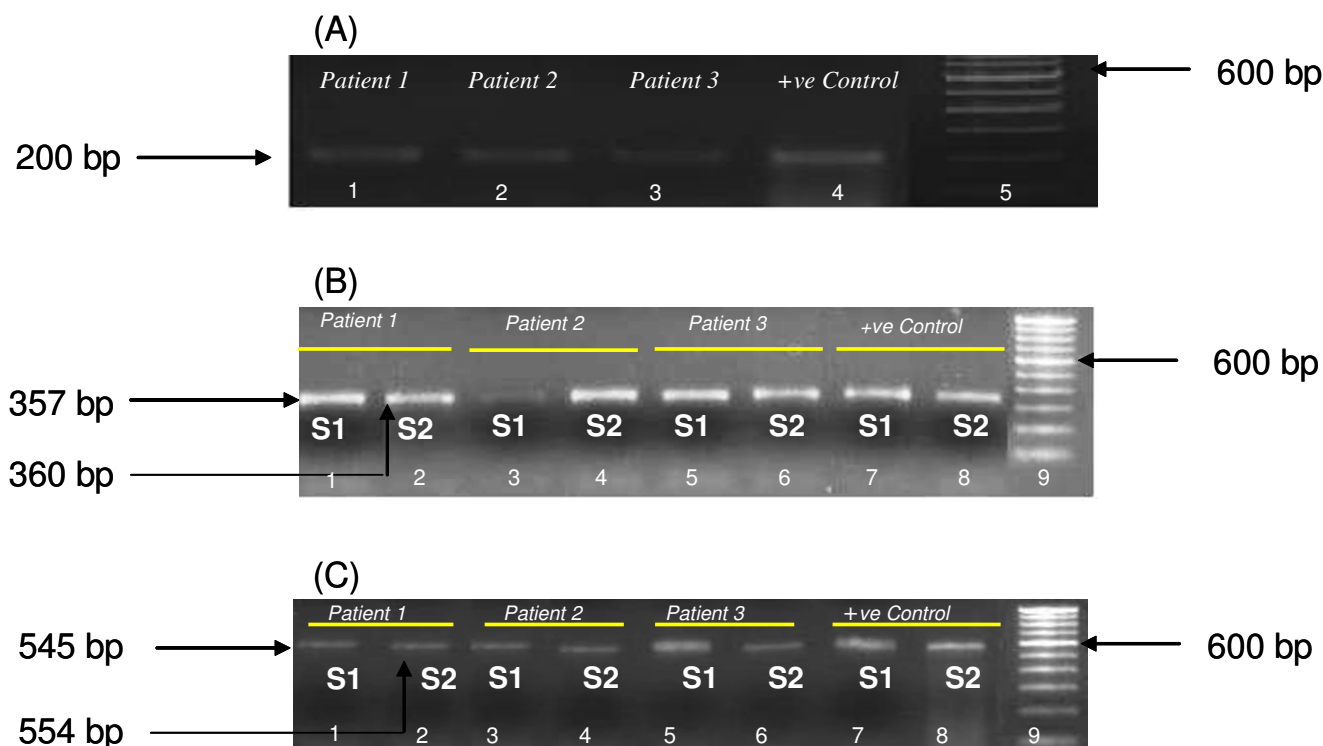 (A)
Patient 1 Patient 2 Patient 3 +ve Control
600 bp
200 bp
1 2 3 4 5
(B)
Patient 1 Patient 2 Patient 3 +ve Control
600 bp
357 bp
S1 S2 S1 S2 S1 S2 S1 S2
360 bp
1 2 3 4 5 6 7 8 9
(C)
Patient 1 Patient 2 Patient 3 +ve Control
545 bp
600 bp
S1 S2 S1 S2 S1 S2 S1 S2
554 bp
1 2 3 4 5 6 7 8 9